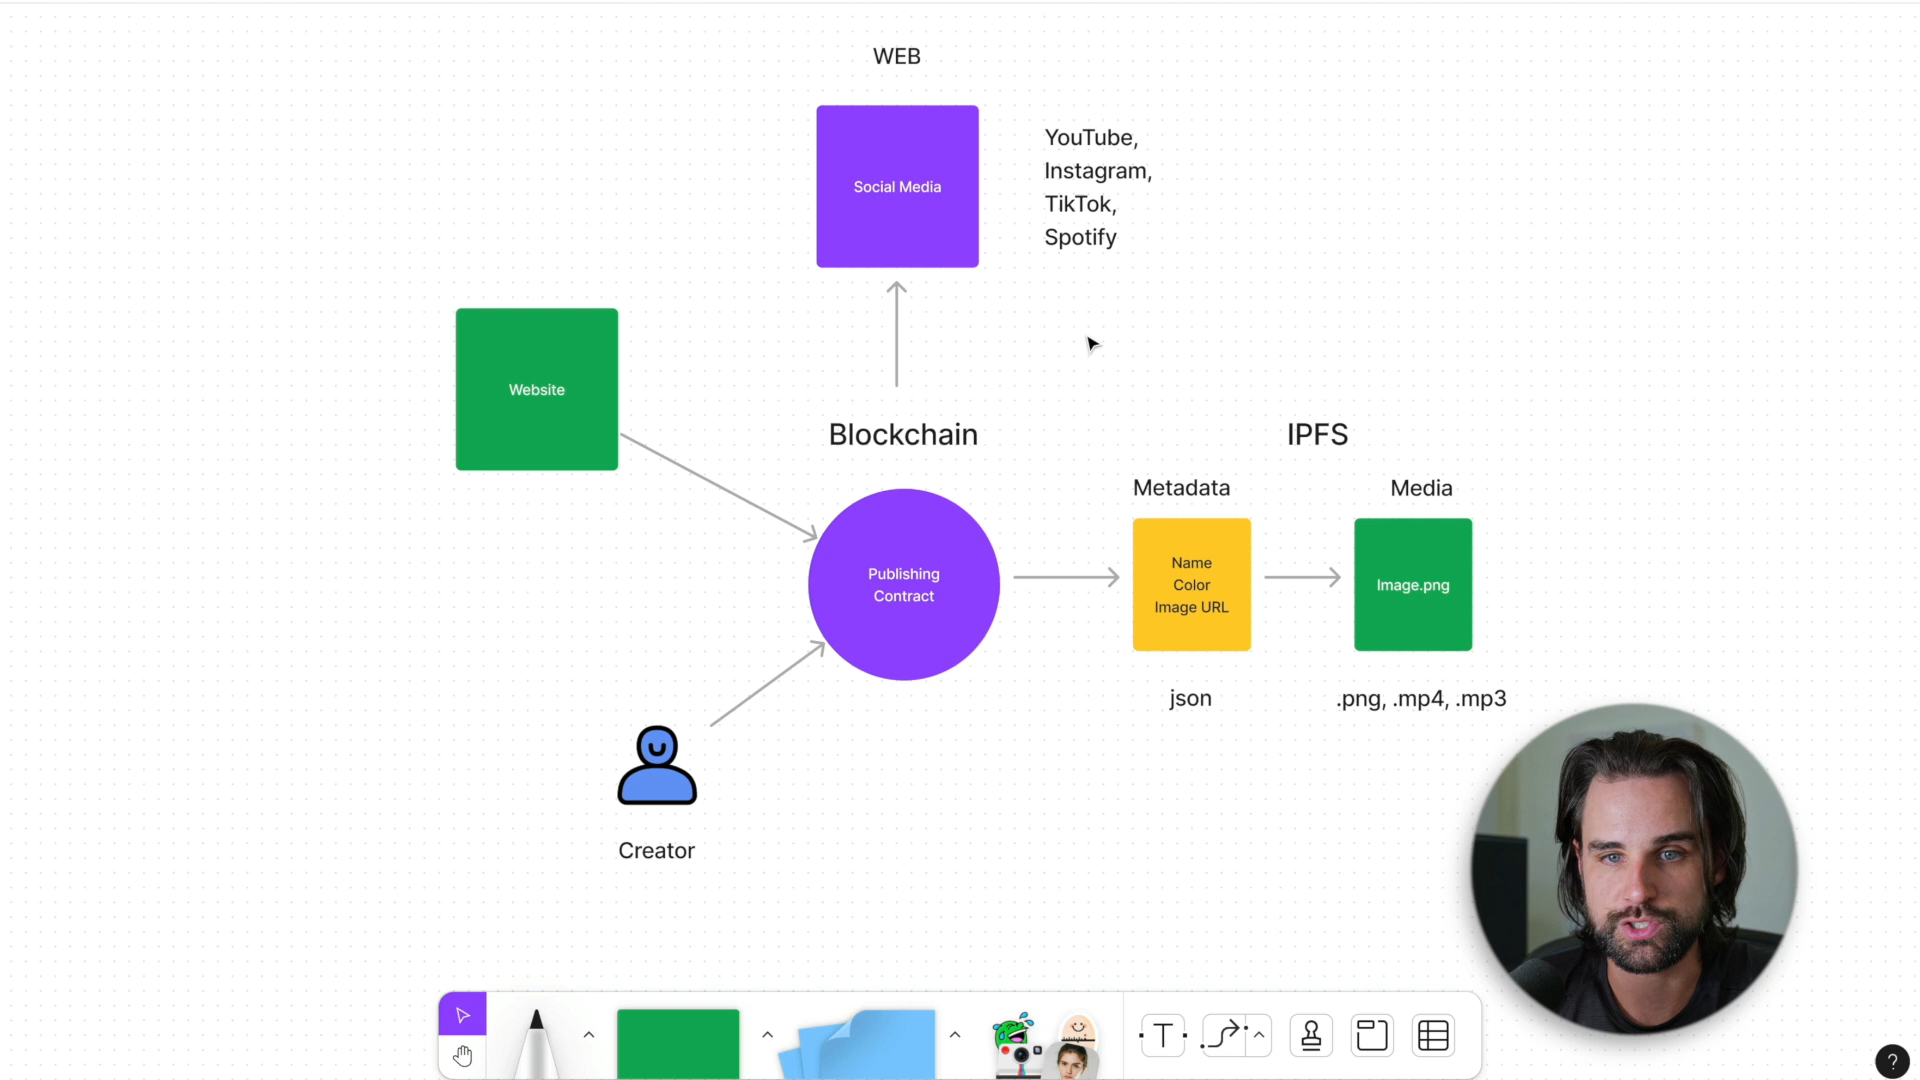 WEB
Social Media
YouTube,
Instagram,
TikTok,
Spotify
Website
Blockchain
IPFS
Metadata
Media
Publishing
Contract
Name
Color
Image URL
Image.png
json
.png, .mp4, .mp3
Creator
T
?